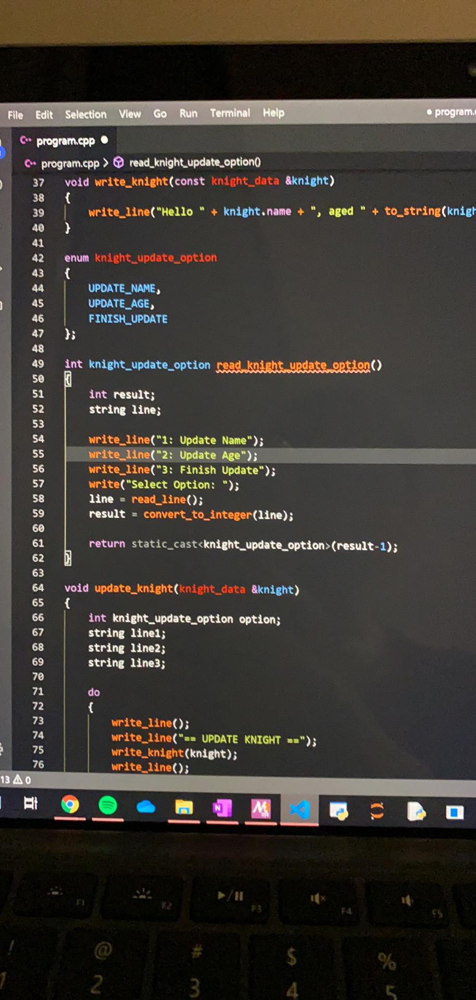 File Edit Selection View Go Run Terminal Help ● program.
program.cpp ●
program.cpp > read_knight_update_option()
37 void write_knight(const knight_data &knight)
38 {
39 write_line("Hello " + knight.name + ", aged " + to_string(knigh
40 }
41
42 enum knight_update_option
43 {
44 UPDATE_NAME,
45 UPDATE_AGE,
46 FINISH_UPDATE
47 };
48
49 int knight_update_option read_knight_update_option()
50 {
51 int result;
52 string line;
53
54 write_line("1: Update Name");
55 write_line("2: Update Age");
56 write_line("3: Finish Update");
57 write("Select Option: ");
58 line = read_line();
59 result = convert_to_integer(line);
60
61 return static_cast<knight_update_option>(result-1);
62 }
63
64 void update_knight(knight_data &knight)
65 {
66 int knight_update_option option;
67 string line1;
68 string line2;
69 string line3;
70
71 do
72 {
73 write_line();
74 write_line("== UPDATE KNIGHT ==");
75 write_knight(knight);
76 write_line();
13 0
N M
F1 F2 F3 F4 F5
! @ # $ %
1 2 3 4 5